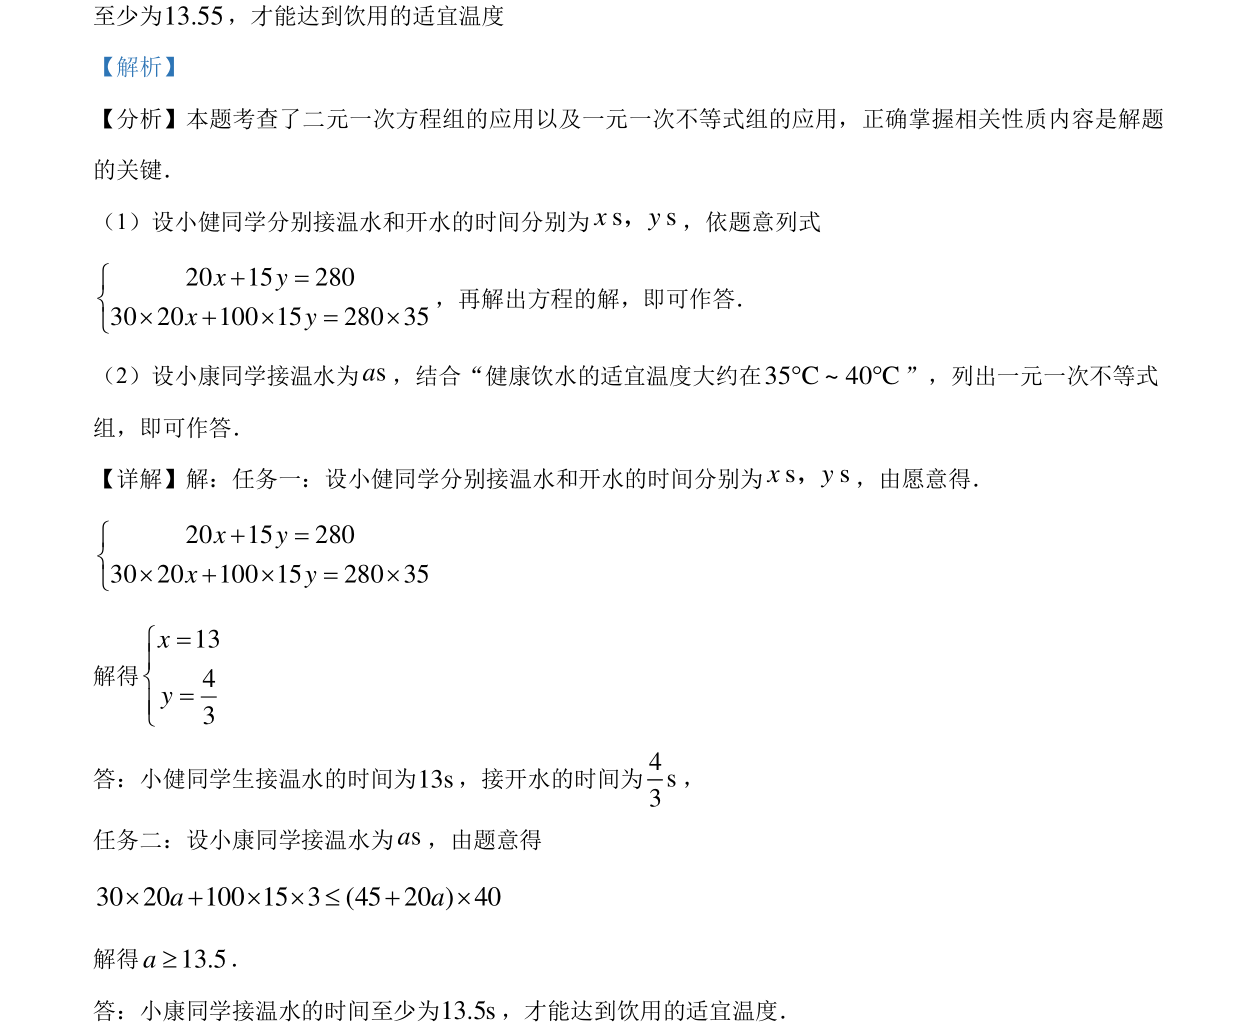 至少为13.55，才能达到饮用的适宜温度
【解析】
【分析】本题考查了二元一次方程组的应用以及一元一次不等式组的应用，正确掌握相关性质内容是解题
的关键．
（1）设小健同学分别接温水和开水的时间分别为x s，y s，依题意列式
{20x+15y=280
30×20x+100×15y=280×35，再解出方程的解，即可作答．
（2）设小康同学接温水为as，结合“健康饮水的适宜温度大约在35℃~40℃”，列出一元一次不等式
组，即可作答．
【详解】解：任务一：设小健同学分别接温水和开水的时间分别为x s，y s，由愿意得．
{20x+15y=280
30×20x+100×15y=280×35
解得{x=13
y=4/3
答：小健同学生接温水的时间为13s，接开水的时间为4/3 s，
任务二：设小康同学接温水为as，由题意得
30×20a+100×15×3≤(45+20a)×40
解得a≥13.5．
答：小康同学接温水的时间至少为13.5s，才能达到饮用的适宜温度．